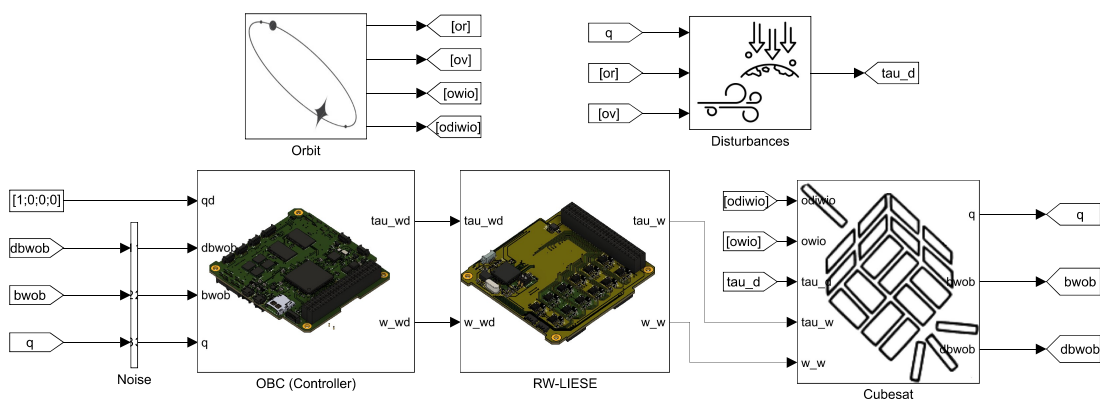 [or]
[ov]
[owio]
[odiwio]
Orbit
q
[or]
[ov]
tau_d
Disturbances
[1;0;0;0]
dbwob
bwob
q
Noise
qd
dbwob
bwob
q
tau_wd
w_wd
OBC (Controller)
tau_wd
w_wd
tau_w
w_w
RW-LIESE
[odiwio]
[owio]
tau_d
odiwio
owio
tau_d
tau_w
w_w
q
bwob
dbwob
Cubesat
q
bwob
dbwob